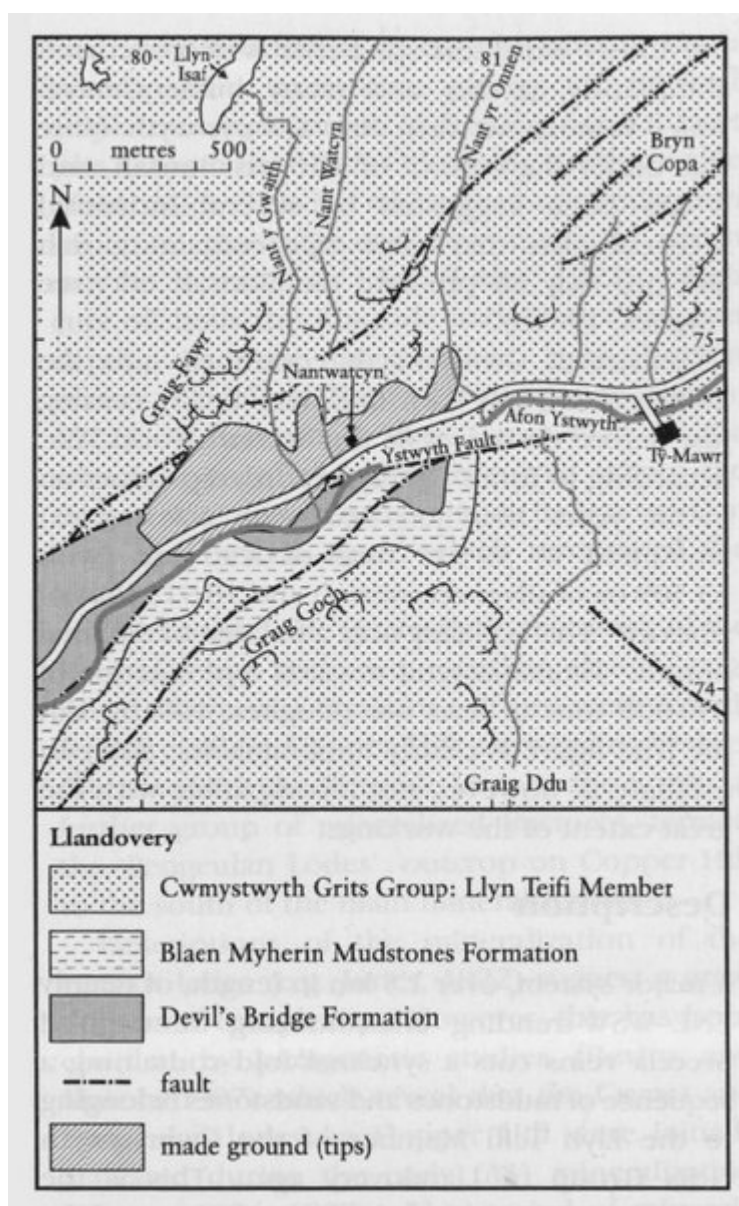 80
81
Llyn
Isaf
0 metres 500
N
Nant y Gwaith
Nant Watcyn
Nant yr Onnen
Bryn
Copa
75
Graig Fawr
Nantwatcyn
Afon Ystwyth
Ystwyth Fault
Ty-Mawr
Graig Goch
74
Graig Ddu
Llandovery
Cwmystwyth Grits Group: Llyn Teifi Member
Blaen Myherin Mudstones Formation
Devil's Bridge Formation
fault
made ground (tips)